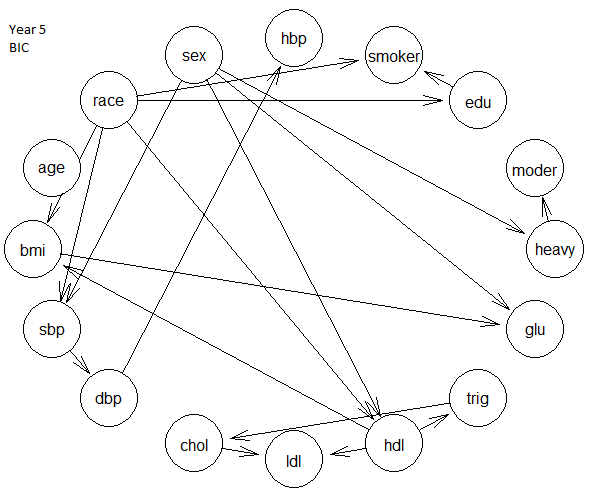 Year 5
BIC
hbp
sex
smoker
race
edu
age
moder
bmi
heavy
sbp
glu
dbp
trig
chol
hdl
ldl